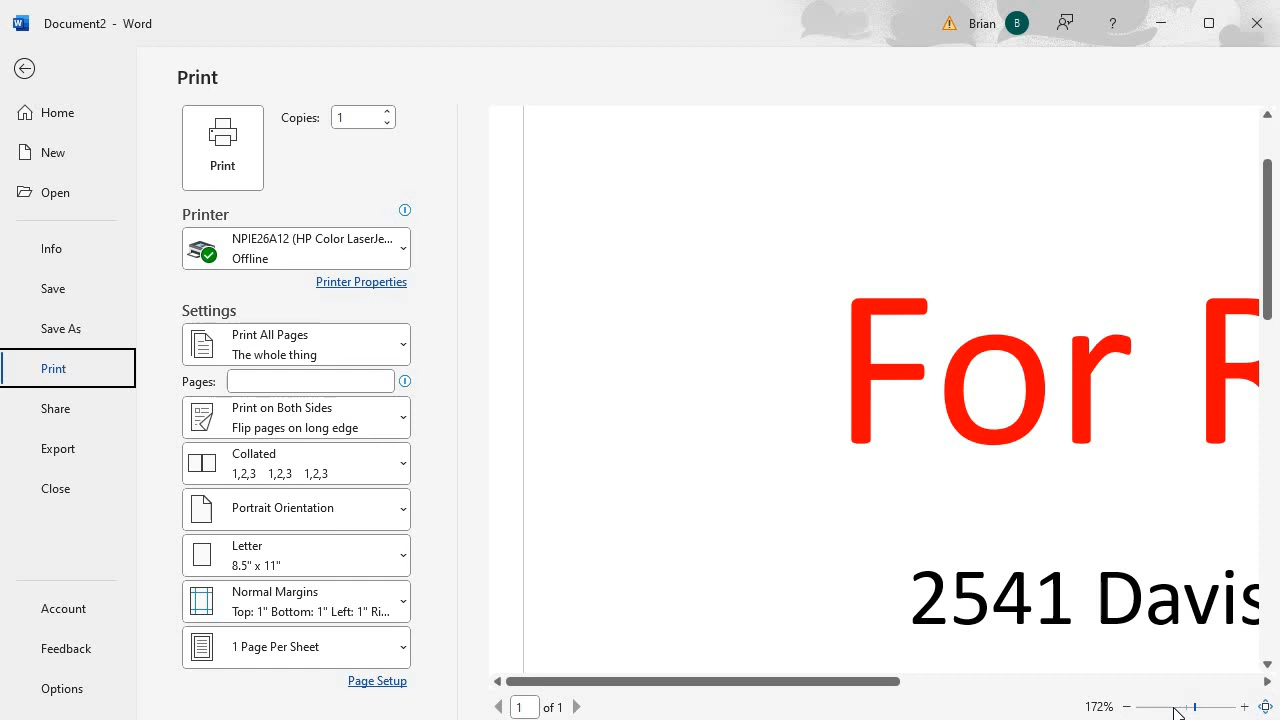 Document2 - Word
Brian B ?
Print
Home
New
Open
Info
Save
Save As
Print
Share
Export
Close
Account
Feedback
Options
Print
Copies: 1
Printer
NPIE26A12 (HP Color LaserJe...
Offline
Printer Properties
Settings
Print All Pages
The whole thing
Pages:
Print on Both Sides
Flip pages on long edge
Collated
1,2,3 1,2,3 1,2,3
Portrait Orientation
Letter
8.5" x 11"
Normal Margins
Top: 1" Bottom: 1" Left: 1" Ri...
1 Page Per Sheet
Page Setup
For R
2541 Davis
1 of 1
172%